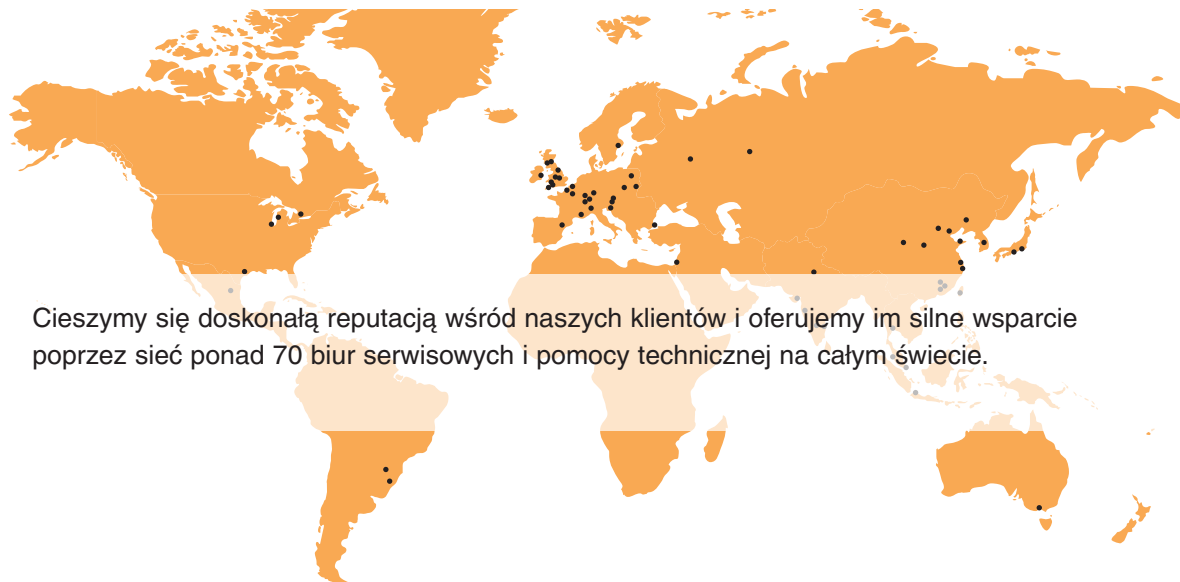 Cieszymy się doskonałą reputacją wśród naszych klientów i oferujemy im silne wsparcie
poprzez sieć ponad 70 biur serwisowych i pomocy technicznej na całym świecie.